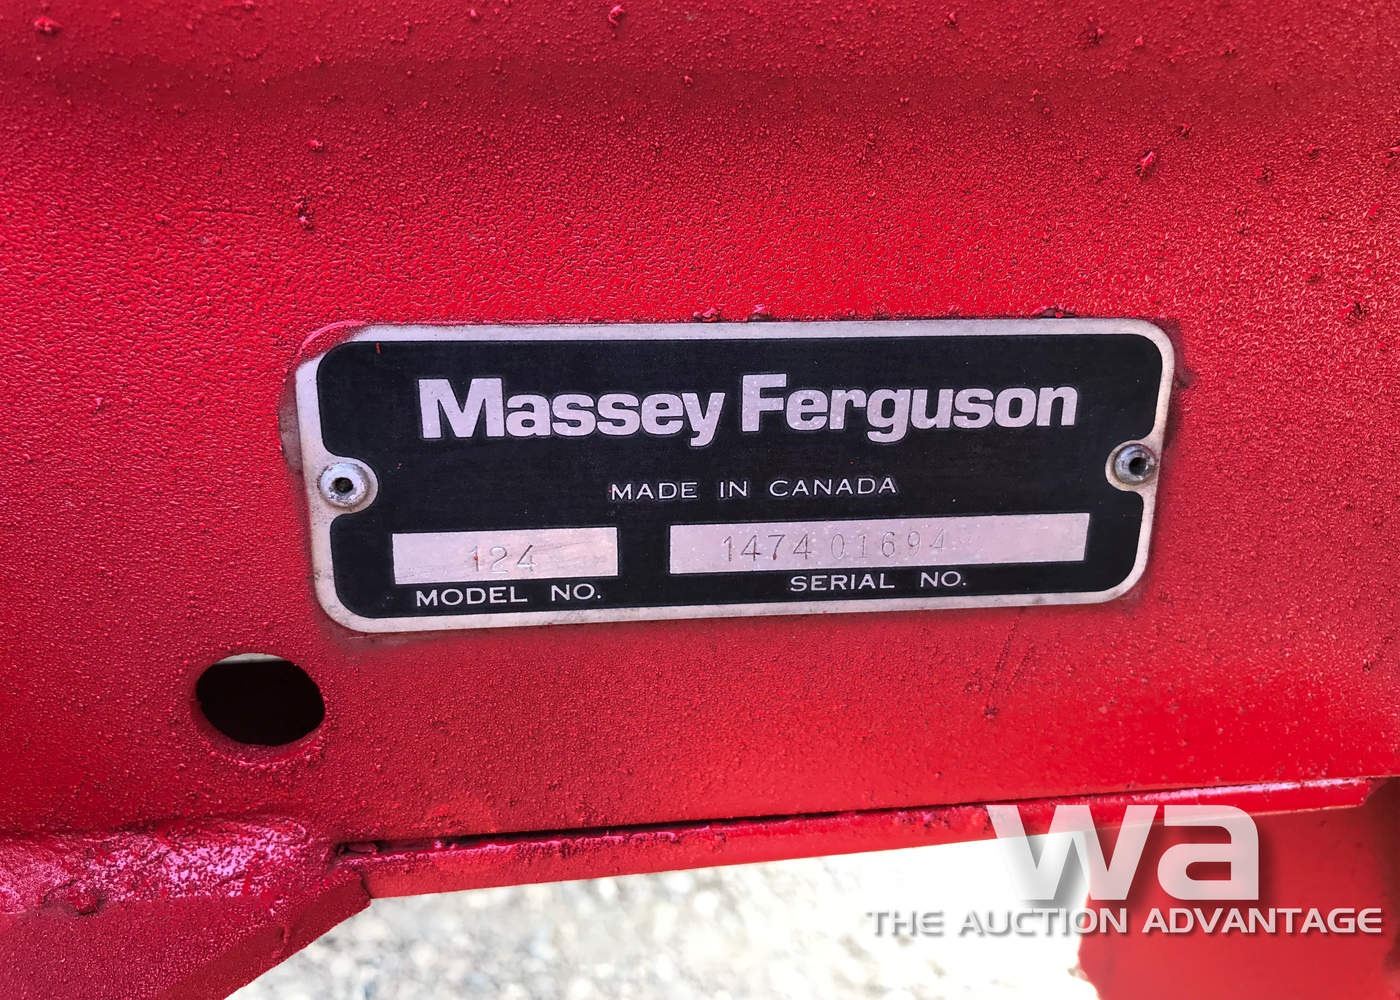 Massey Ferguson
MADE IN CANADA
124
1474 01694
MODEL NO.
SERIAL NO.
wa
THE AUCTION ADVANTAGE